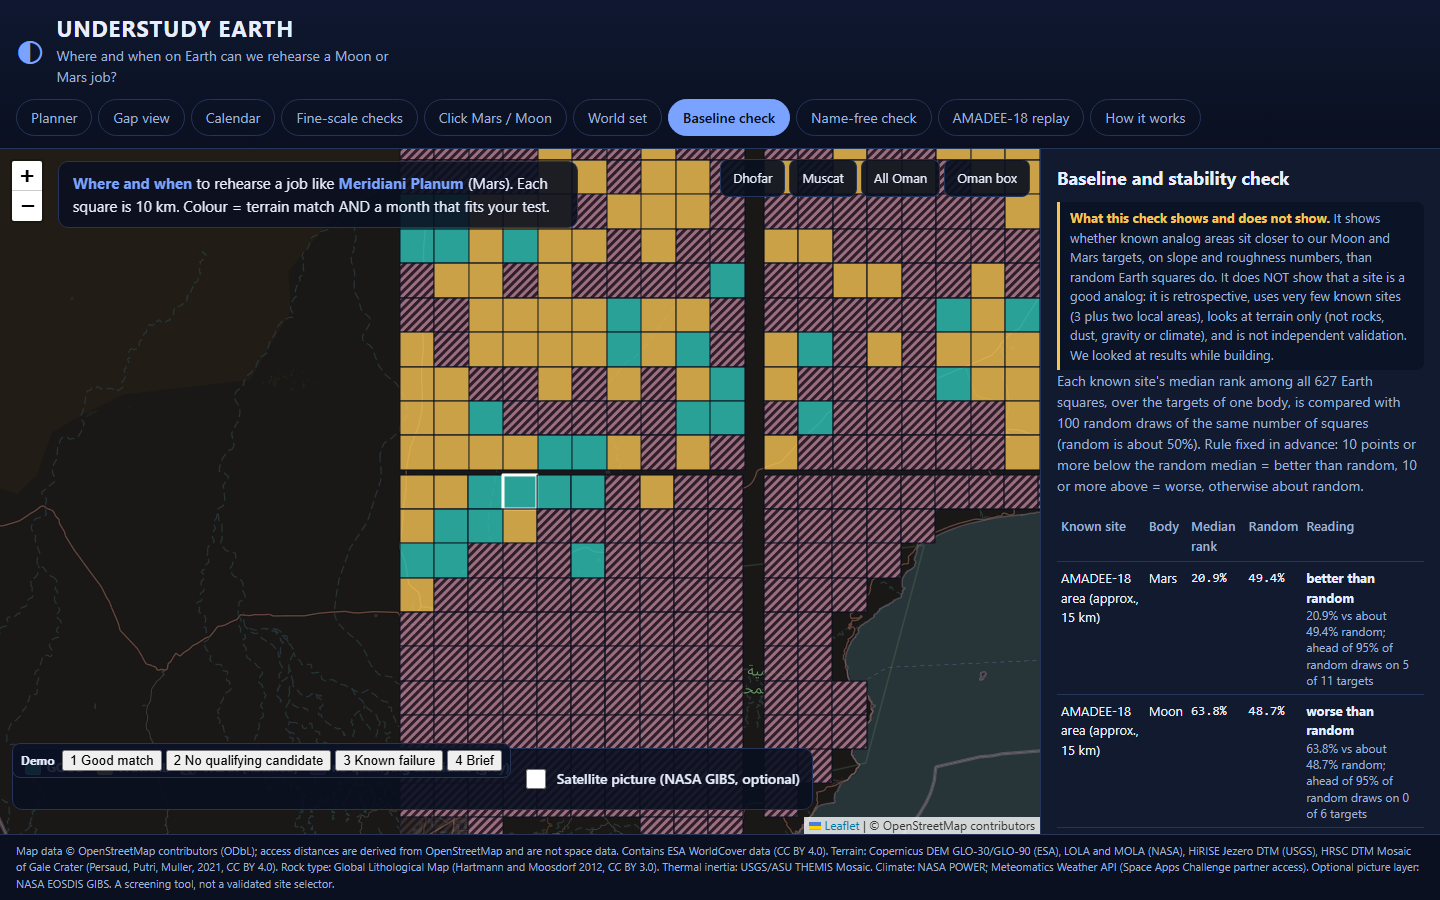 UNDERSTUDY EARTH
Where and when on Earth can we rehearse a Moon or
Mars job?
Planner
Gap view
Calendar
Fine-scale checks
Click Mars / Moon
World set
Baseline check
Name-free check
AMADEE-18 replay
How it works
+
−
Where and when to rehearse a job like Meridiani Planum (Mars). Each
square is 10 km. Colour = terrain match AND a month that fits your test.
Dhofar
Muscat
All Oman
Oman box
Demo
1 Good match
2 No qualifying candidate
3 Known failure
4 Brief
Satellite picture (NASA GIBS, optional)
Leaflet | © OpenStreetMap contributors
Baseline and stability check
What this check shows and does not show. It shows
whether known analog areas sit closer to our Moon and
Mars targets, on slope and roughness numbers, than
random Earth squares do. It does NOT show that a site is a
good analog: it is retrospective, uses very few known sites
(3 plus two local areas), looks at terrain only (not rocks,
dust, gravity or climate), and is not independent validation.
We looked at results while building.
Each known site's median rank among all 627 Earth
squares, over the targets of one body, is compared with
100 random draws of the same number of squares
(random is about 50%). Rule fixed in advance: 10 points or
more below the random median = better than random, 10
or more above = worse, otherwise about random.
Known site Body Median Random Reading
rank
AMADEE-18 Mars 20.9% 49.4% better than
area (approx., random
15 km) 20.9% vs about
49.4% random;
ahead of 95% of
random draws on 5
of 11 targets
AMADEE-18 Moon 63.8% 48.7% worse than
area (approx., random
15 km) 63.8% vs about
48.7% random;
ahead of 95% of
random draws on 0
of 6 targets
Map data © OpenStreetMap contributors (ODbL); access distances are derived from OpenStreetMap and are not space data. Contains ESA WorldCover data (CC BY 4.0). Terrain: Copernicus DEM GLO-30/GLO-90 (ESA), LOLA and MOLA (NASA), HiRISE Jezero DTM (USGS), HRSC DTM Mosaic
of Gale Crater (Persaud, Putri, Muller, 2021, CC BY 4.0). Rock type: Global Lithological Map (Hartmann and Moosdorf 2012, CC BY 3.0). Thermal inertia: USGS/ASU THEMIS Mosaic. Climate: NASA POWER; Meteomatics Weather API (Space Apps Challenge partner access). Optional picture layer:
NASA EOSDIS GIBS. A screening tool, not a validated site selector.